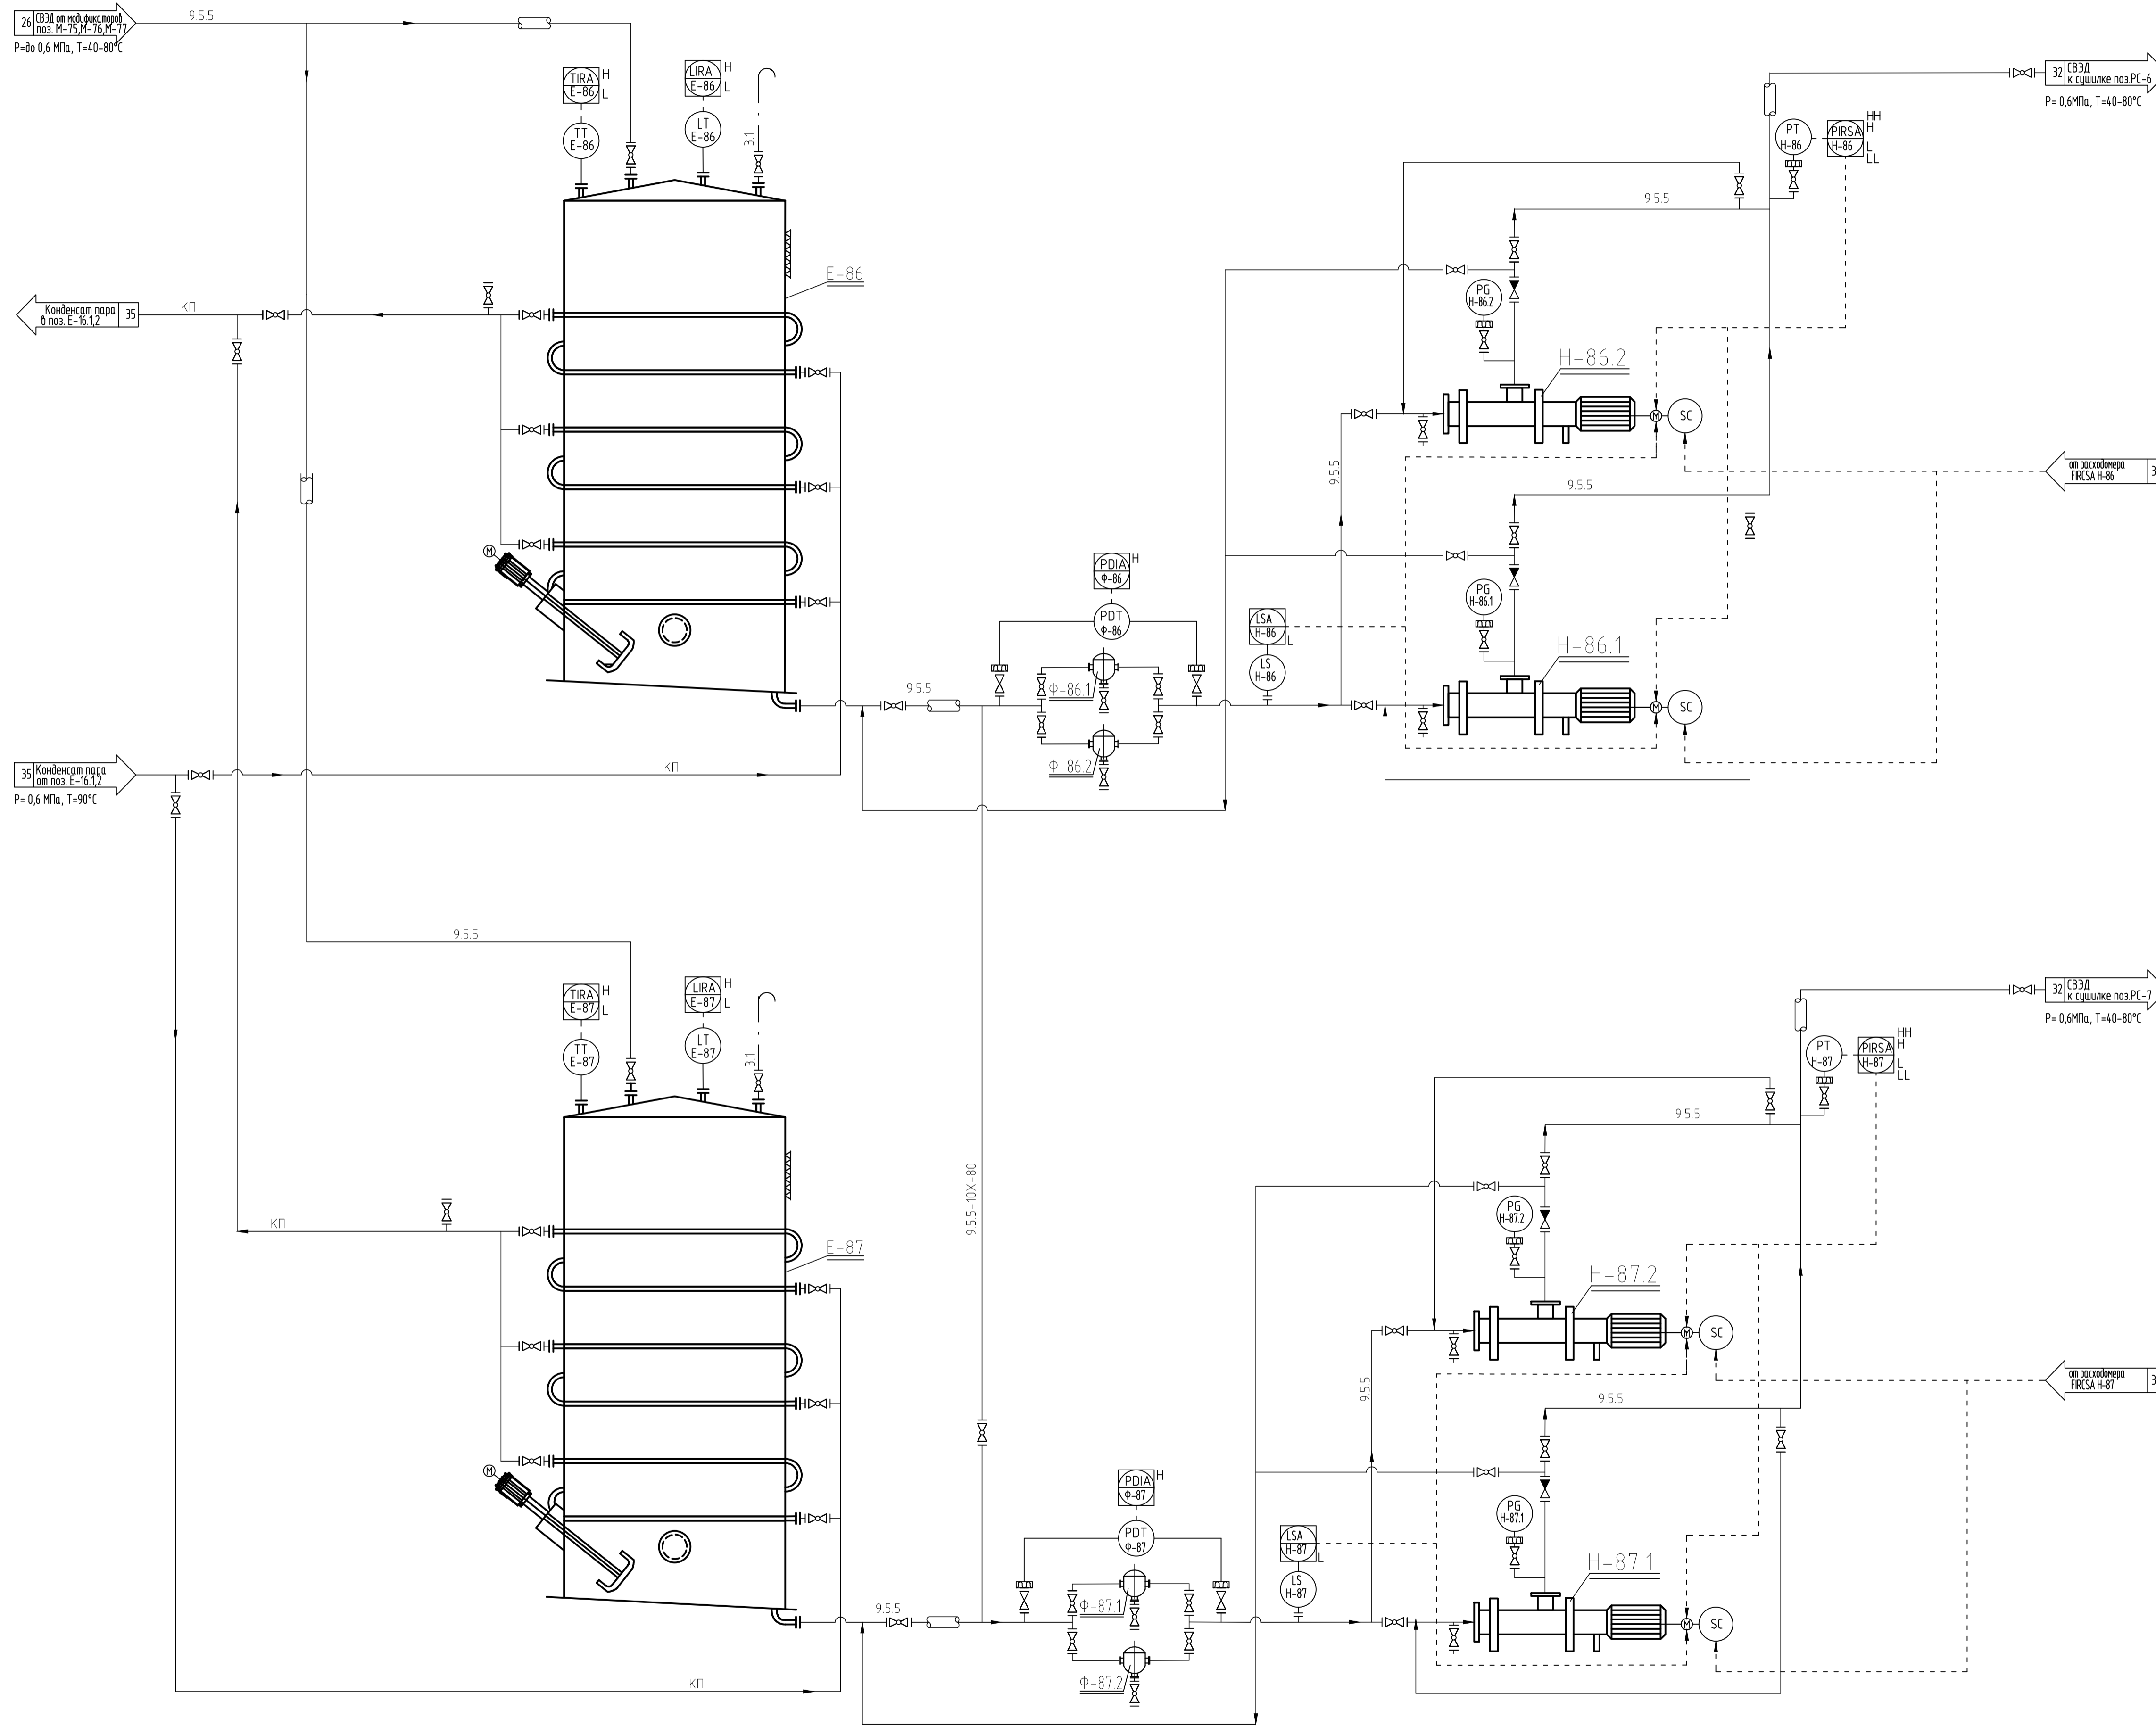 26
СВЭД от модификаторов
поз. М-75,М-76,М-77
Р=до 0,6 МПа, Т=40-80°С
9.5.5
TIRA
Е-86
H
L
TT
Е-86
LIRA
Е-86
H
L
LT
Е-86
3.1
Е-86
Конденсат пара
в поз. Е-16.1,2
35
КП
M
35
Конденсат пара
от поз. Е-16.1,2
Р= 0,6 МПа, Т=90°С
КП
9.5.5
PDIA
Ф-86
H
PDT
Ф-86
Ф-86.1
Ф-86.2
LSA
Н-86
L
LS
Н-86
9.5.5
9.5.5
PG
Н-86.2
Н-86.2
M
SC
9.5.5
PG
Н-86.1
Н-86.1
M
SC
PT
Н-86
PIRSA
Н-86
HH
H
L
LL
32
СВЭД
к сушилке поз.РС-6
Р= 0,6МПа, Т=40-80°С
от расходомера
FIRCSA Н-86
9.5.5
TIRA
Е-87
H
L
TT
Е-87
LIRA
Е-87
H
L
LT
Е-87
3.1
Е-87
КП
M
КП
9.5.5-10Х-80
9.5.5
PDIA
Ф-87
H
PDT
Ф-87
Ф-87.1
Ф-87.2
LSA
Н-87
L
LS
Н-87
9.5.5
9.5.5
PG
Н-87.2
Н-87.2
M
SC
9.5.5
PG
Н-87.1
Н-87.1
M
SC
PT
Н-87
PIRSA
Н-87
HH
H
L
LL
32
СВЭД
к сушилке поз.РС-7
Р= 0,6МПа, Т=40-80°С
от расходомера
FIRCSA Н-87